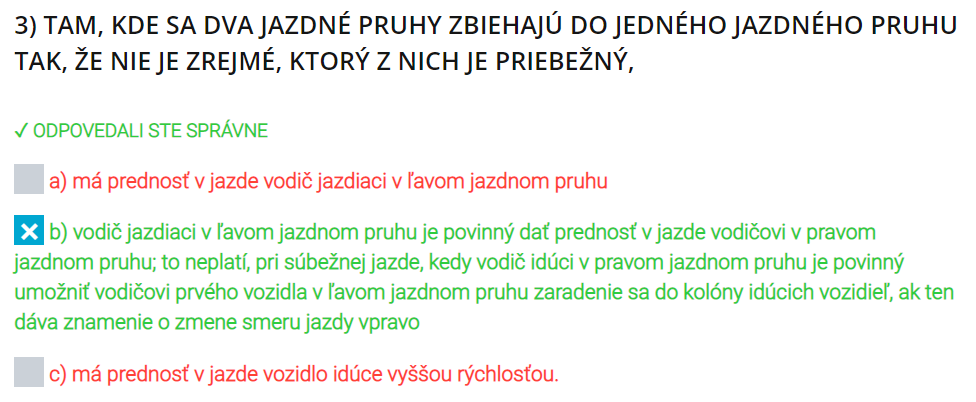 3) TAM, KDE SA DVA JAZDNÉ PRUHY ZBIEHAJÚ DO JEDNÉHO JAZDNÉHO PRUHU
TAK, ŽE NIE JE ZREJMÉ, KTORÝ Z NICH JE PRIEBEŽNÝ,
✓ ODPOVEDALI STE SPRÁVNE
a) má prednosť v jazde vodič jazdiaci v ľavom jazdnom pruhu
b) vodič jazdiaci v ľavom jazdnom pruhu je povinný dať prednosť v jazde vodičovi v pravom
jazdnom pruhu; to neplatí, pri súbežnej jazde, kedy vodič idúci v pravom jazdnom pruhu je povinný
umožniť vodičovi prvého vozidla v ľavom jazdnom pruhu zaradenie sa do kolóny idúcich vozidieľ, ak ten
dáva znamenie o zmene smeru jazdy vpravo
c) má prednosť v jazde vozidlo idúce vyššou rýchlosťou.